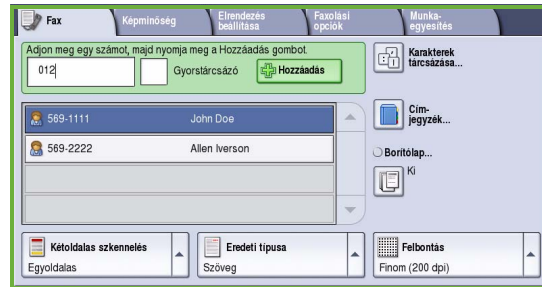 Fax
Képminőség
Elrendezés
beállítása
Faxolási
opciók
Munka-
egyesítés
Adjon meg egy számot, majd nyomja meg a Hozzáadás gombot.
012
Gyorstárcsázó
Hozzáadás
Karakterek
tárcsázása...
569-1111 John Doe
569-2222 Allen Iverson
Cím-
jegyzék...
Borítólap...
Ki
Kétoldalas szkennelés
Egyoldalas
Eredeti típusa
Szöveg
Felbontás
Finom (200 dpi)